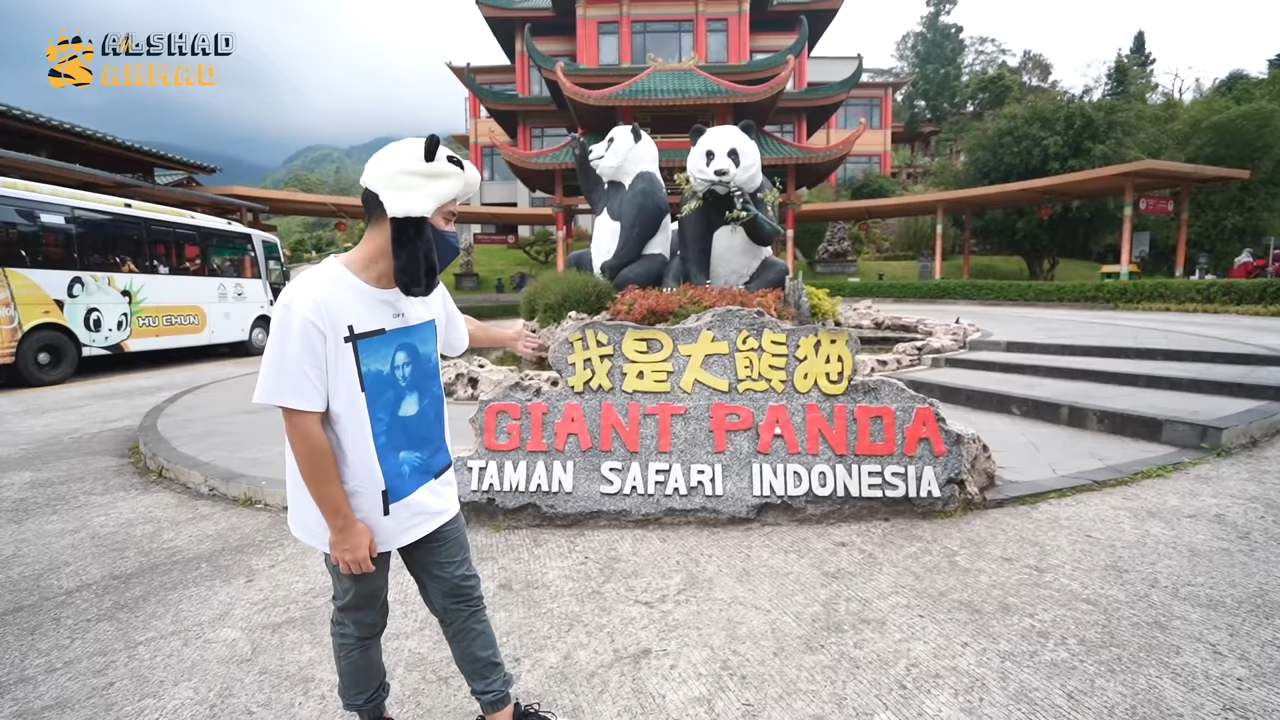 ALSHAD
AHMAD
HU CHUN
OFF
我是大熊猫
GIANT PANDA
TAMAN SAFARI INDONESIA